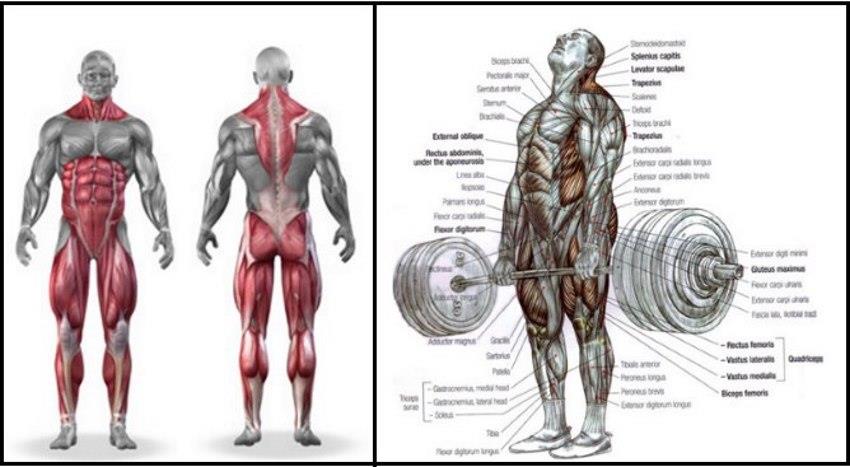 Biceps brachii
Pectoralis major
Serratus anterior
Sternum
Brachialis
External oblique
Rectus abdominis,
under the aponeurosis
Linea alba
Iliopsoas
Palmaris longus
Flexor carpi radialis
Flexor digitorum
Pectineus
Adductor longus
Adductor magnus
Gracilis
Sartorius
Patella
Triceps
surae
Gastrocnemius, medial head
Gastrocnemius, lateral head
Soleus
Tibia
Flexor digitorum longus
Sternocleidomastoid
Splenius capitis
Levator scapulae
Trapezius
Scalenes
Deltoid
Triceps brachii
Trapezius
Brachioradialis
Extensor carpi radialis longus
Extensor carpi radialis brevis
Anconeus
Extensor digitorum
Extensor digiti minimi
Gluteus maximus
Flexor carpi ulnaris
Extensor carpi ulnaris
Fascia lata, iliotibial tract
Rectus femoris
Vastus lateralis
Quadriceps
Vastus medialis
Biceps femoris
Tibialis anterior
Peroneus longus
Peroneus brevis
Extensor digitorum longus